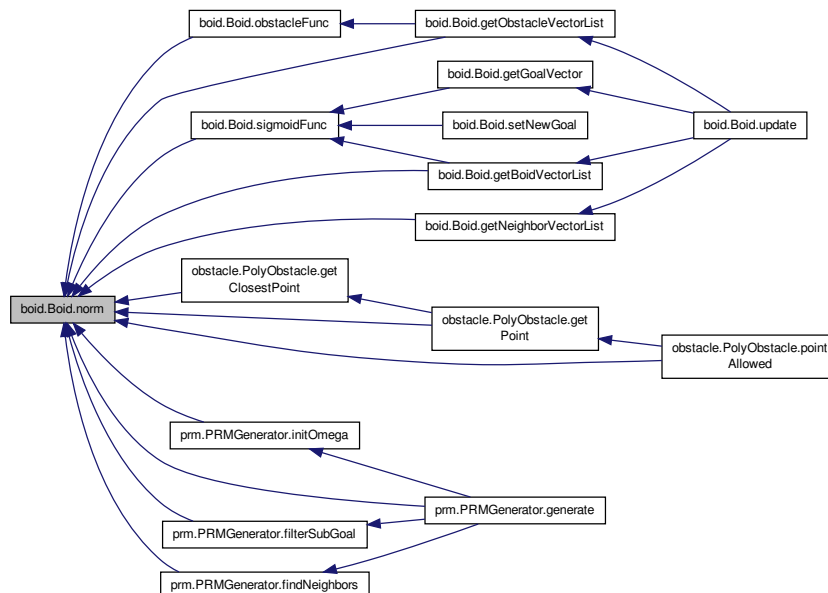 boid.Boid.obstacleFunc
boid.Boid.getObstacleVectorList
boid.Boid.getGoalVector
boid.Boid.sigmoidFunc
boid.Boid.setNewGoal
boid.Boid.update
boid.Boid.getBoidVectorList
boid.Boid.getNeighborVectorList
obstacle.PolyObstacle.get
ClosestPoint
boid.Boid.norm
obstacle.PolyObstacle.get
Point
obstacle.PolyObstacle.point
Allowed
prm.PRMGenerator.initOmega
prm.PRMGenerator.generate
prm.PRMGenerator.filterSubGoal
prm.PRMGenerator.findNeighbors